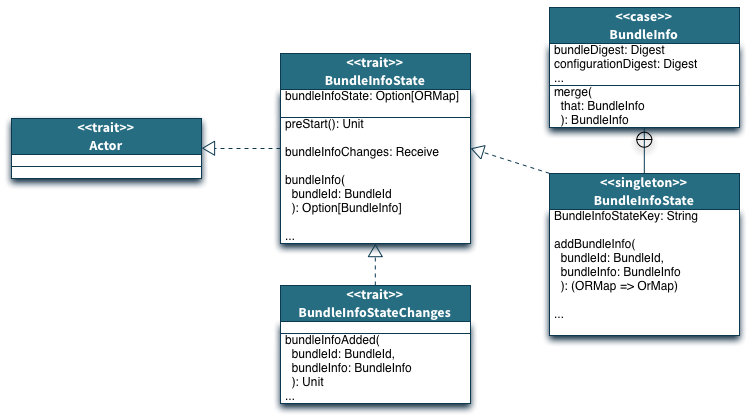 <<trait>>
Actor
<<trait>>
BundleInfoState
bundleInfoState: Option[ORMap]
preStart(): Unit
bundleInfoChanges: Receive
bundleInfo(
bundleId: BundleId
): Option[BundleInfo]
...
<<trait>>
BundleInfoStateChanges
bundleInfoAdded(
bundleId: BundleId,
bundleInfo: BundleInfo
): Unit
...
<<case>>
BundleInfo
bundleDigest: Digest
configurationDigest: Digest
...
merge(
that: BundleInfo
): BundleInfo
<<singleton>>
BundleInfoState
BundleInfoStateKey: String
addBundleInfo(
bundleId: BundleId,
bundleInfo: BundleInfo
): (ORMap => OrMap)
...